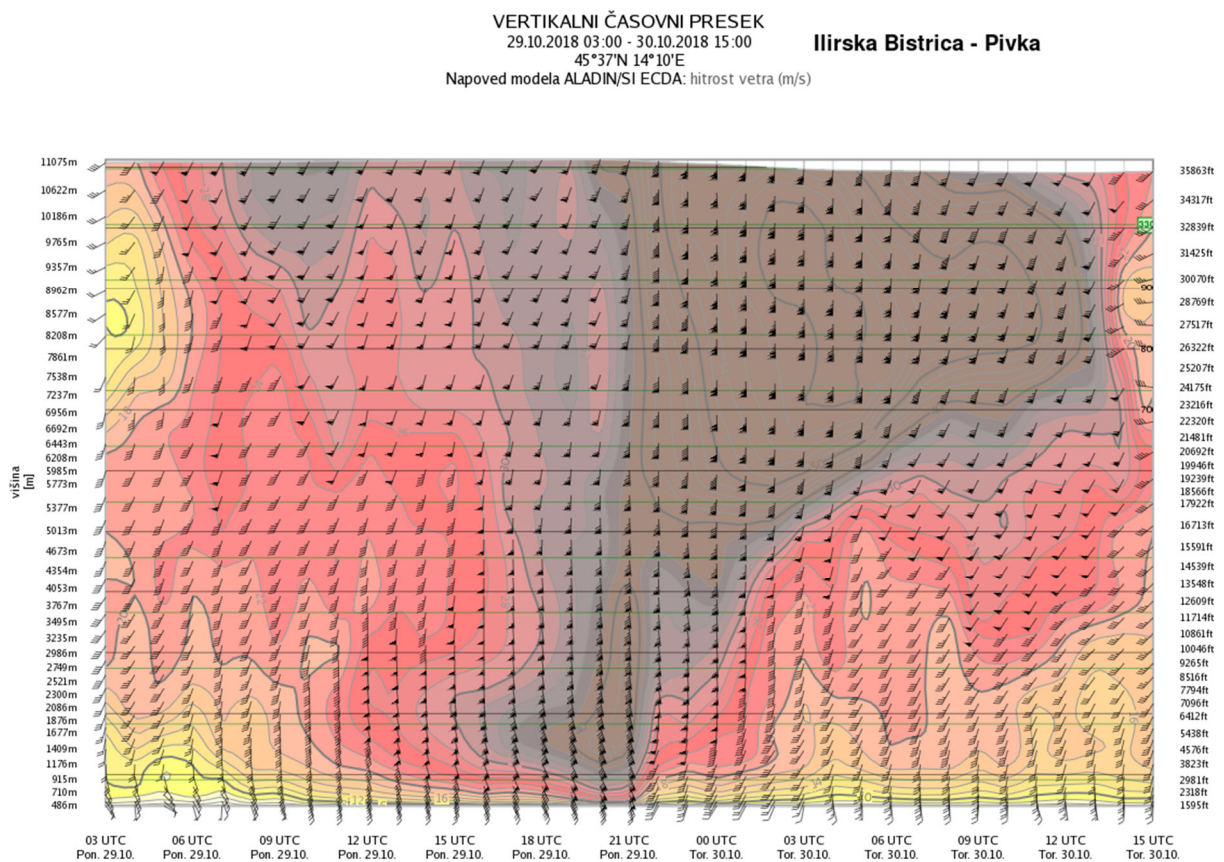 VERTIKALNI ČASOVNI PRESEK
29.10.2018 03:00 - 30.10.2018 15:00
45°37'N 14°10'E
Napoved modela ALADIN/SI ECDA: hitrost vetra (m/s)
Ilirska Bistrica - Pivka
višina
[m]
11075m
10622m
10186m
9765m
9357m
8962m
8577m
8208m
7861m
7538m
7237m
6956m
6692m
6443m
6208m
5985m
5773m
5377m
5013m
4673m
4354m
4053m
3767m
3495m
3235m
2986m
2749m
2521m
2300m
2086m
1876m
1677m
1409m
1176m
915m
710m
486m
35863ft
34317ft
32839ft
31425ft
30070ft
28769ft
27517ft
26322ft
25207ft
24175ft
23216ft
22320ft
21481ft
20692ft
19946ft
19239ft
18566ft
17922ft
16713ft
15591ft
14539ft
13548ft
12609ft
11714ft
10861ft
10046ft
9265ft
8516ft
7794ft
7096ft
6412ft
5438ft
4576ft
3823ft
2981ft
2318ft
1595ft
03 UTC 06 UTC 09 UTC 12 UTC 15 UTC 18 UTC 21 UTC 00 UTC 03 UTC 06 UTC 09 UTC 12 UTC 15 UTC
Pon. 29.10. Pon. 29.10. Pon. 29.10. Pon. 29.10. Pon. 29.10. Pon. 29.10. Pon. 29.10. Tor. 30.10. Tor. 30.10. Tor. 30.10. Tor. 30.10. Tor. 30.10. Tor. 30.10.